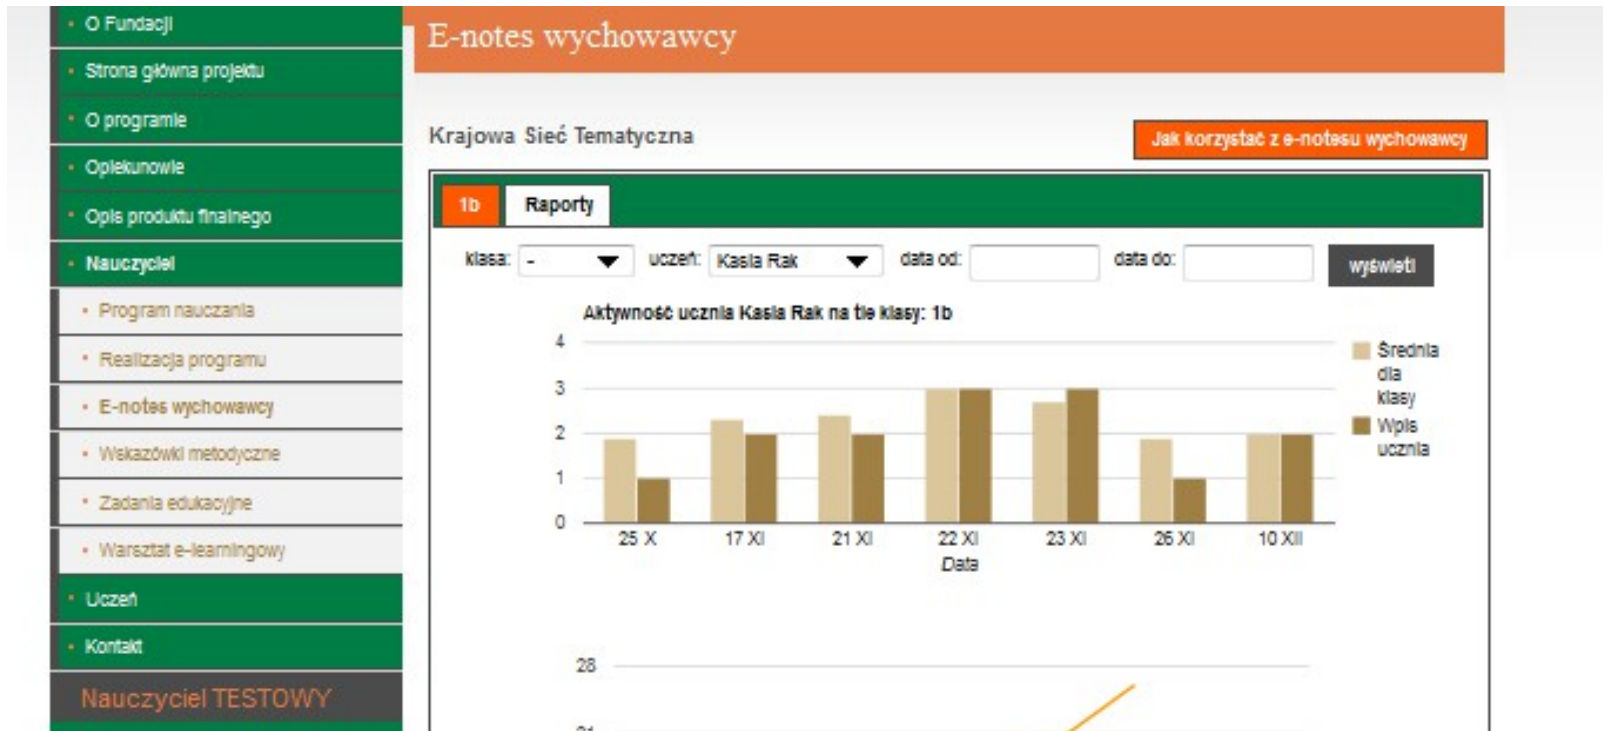 O Fundacji
Strona główna projektu
O programie
Opiekunowie
Opis produktu finalnego
Nauczyciel
Program nauczania
Realizacja programu
E-notes wychowawcy
Wskazówki metodyczne
Zadania edukacyjne
Warsztat e-learningowy
Uczeń
Kontakt
Nauczyciel TESTOWY
E-notes wychowawcy
Krajowa Sieć Tematyczna
Jak korzystać z e-notesu wychowawcy
1b Raporty
klasa: - uczeń: Kasia Rak data od: data do: wyświetl
Aktywność ucznia Kasia Rak na tle klasy: 1b
4
3
2
1
0
25 X 17 XI 21 XI 22 XI 23 XI 26 XI 10 XII
Data
Średnia
dla
klasy
Wpis
ucznia
28